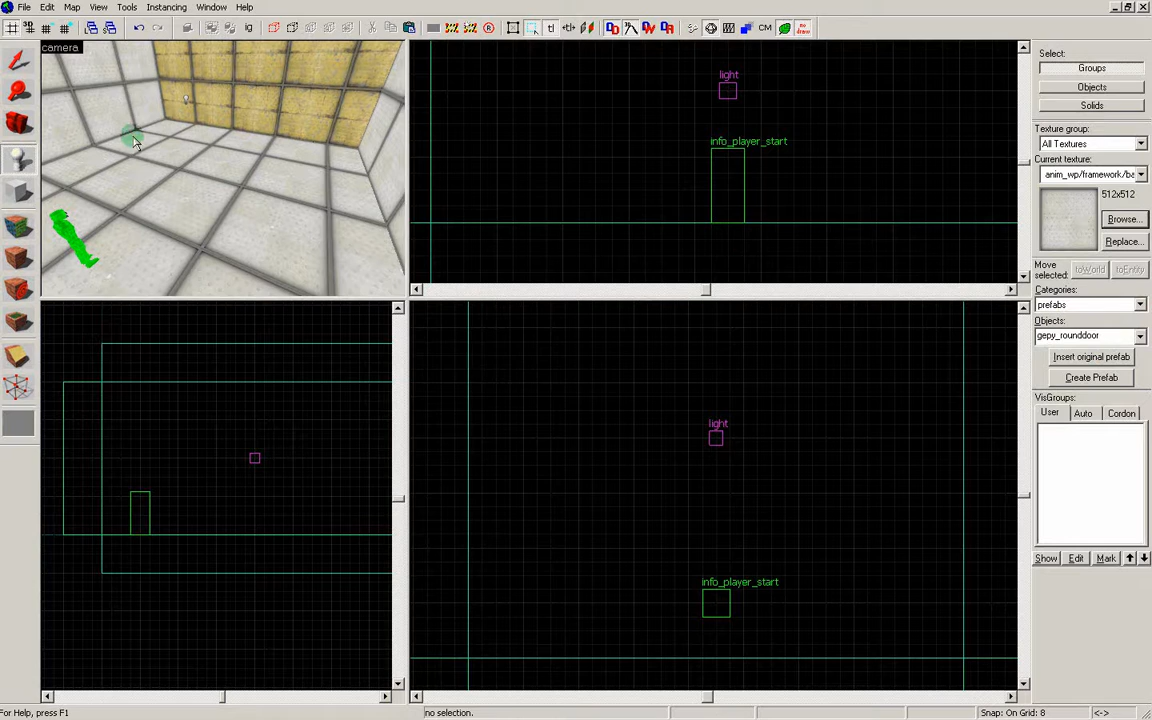 File Edit Map View Tools Instancing Window Help
camera
light
info_player_start
light
info_player_start
Select:
Groups
Objects
Solids
Texture group:
All Textures
Current texture:
anim_wp/framework/ba
512x512
Browse...
Replace...
Move
selected:
toWorld toEntity
Categories:
prefabs
Objects:
gepy_rounddoor
Insert original prefab
Create Prefab
VisGroups:
User Auto Cordon
Show Edit Mark
For Help, press F1
no selection.
Snap: On Grid: 8
<->